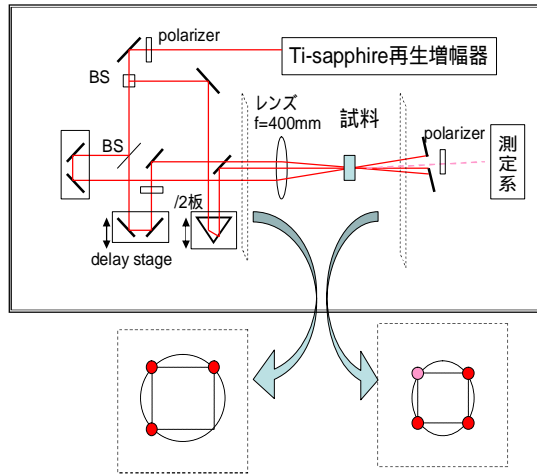 polarizer
Ti-sapphire再生増幅器
BS
レンズ
f=400mm
試料
polarizer
測定系
BS
/2板
delay stage